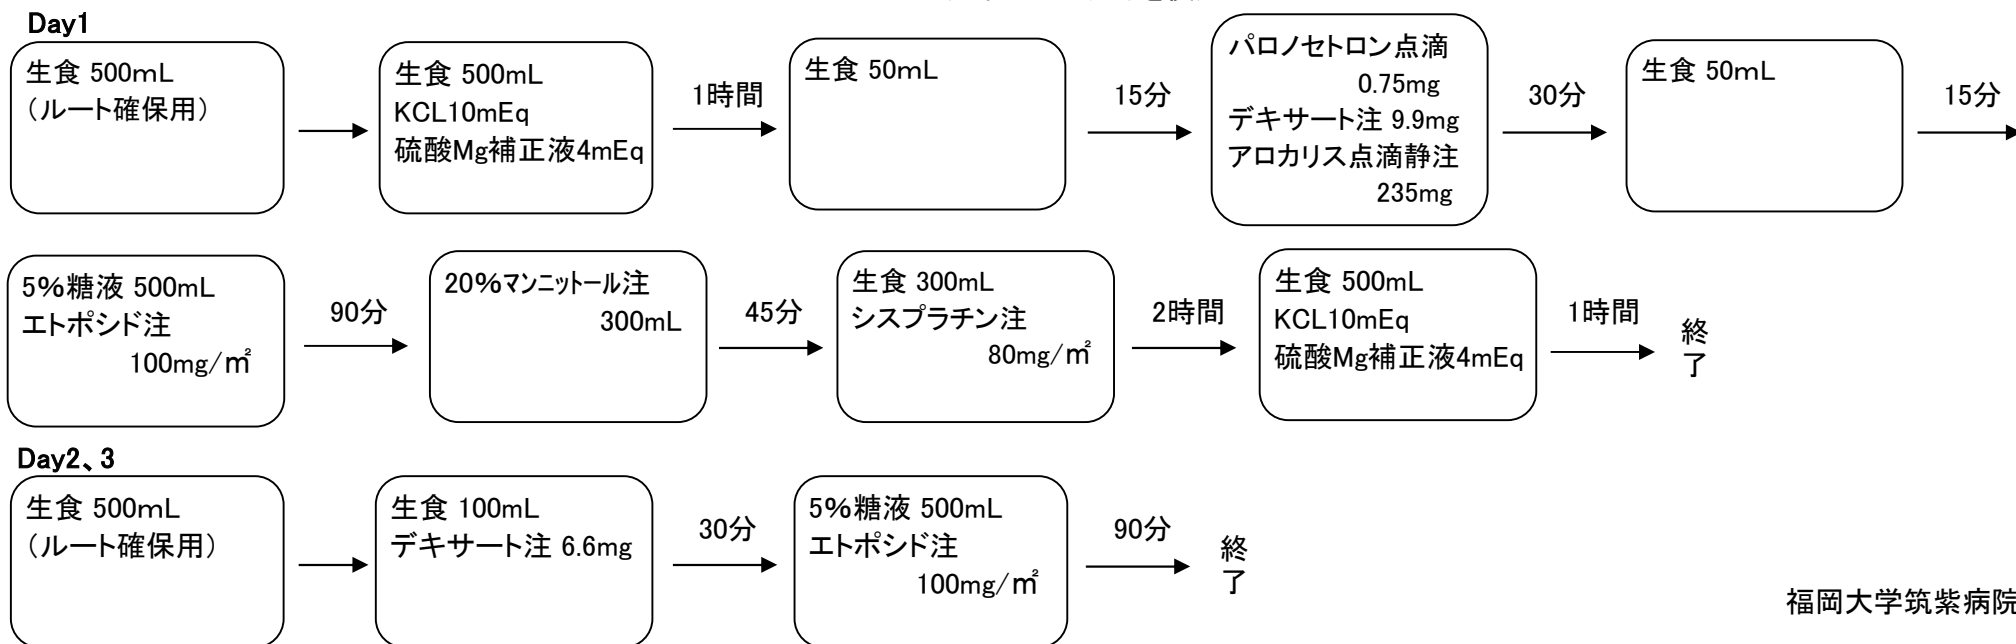 Day1
生食 500mL
（ルート確保用）
生食 500mL
KCL10mEq
硫酸Mg補正液4mEq
1時間
生食 50mL
15分
パロノセトロン点滴
0.75mg
デキサート注 9.9mg
アロカリス点滴静注
235mg
30分
生食 50mL
15分
5%糖液 500mL
エトポシド注
100mg/㎡
90分
20%マンニットール注
300mL
45分
生食 300mL
シスプラチン注
80mg/㎡
2時間
生食 500mL
KCL10mEq
硫酸Mg補正液4mEq
1時間
終了
Day2、3
生食 500mL
（ルート確保用）
生食 100mL
デキサート注 6.6mg
30分
5%糖液 500mL
エトポシド注
100mg/㎡
90分
終了
福岡大学筑紫病院